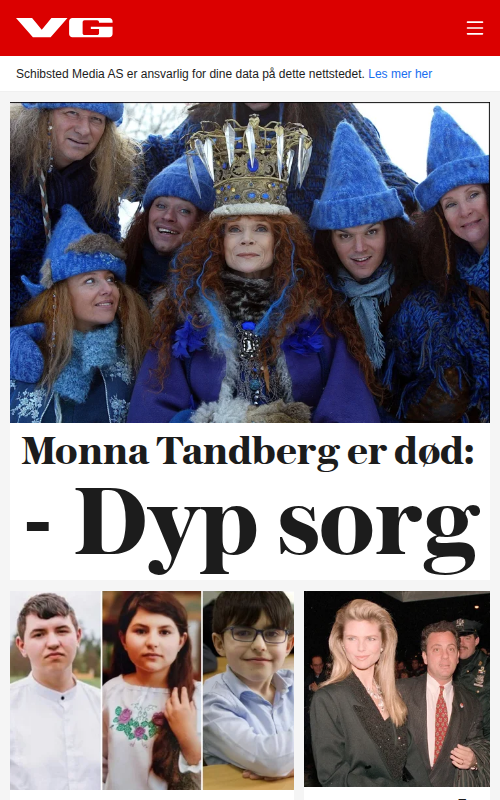 VG
Schibsted Media AS er ansvarlig for dine data på dette nettstedet. Les mer her
Monna Tandberg er død:
- Dyp sorg